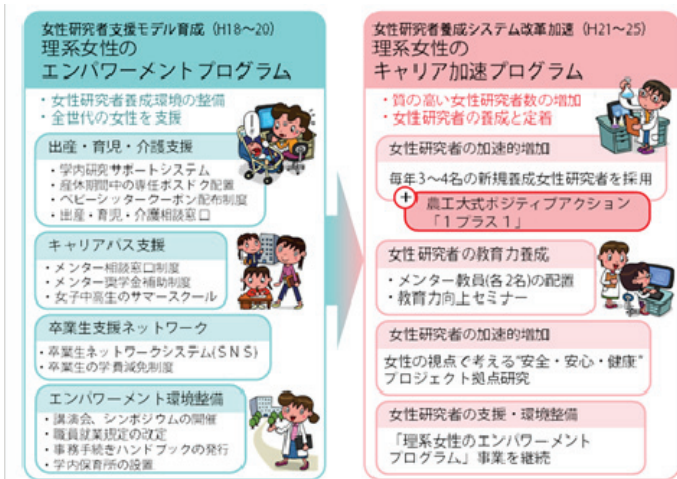 女性研究者支援モデル育成（H18～20）
理系女性の
エンパワーメントプログラム
・女性研究者養成環境の整備
・全世代の女性を支援
出産・育児・介護支援
・学内研究サポートシステム
・産休期間中の専任ポスドク配置
・ベビーシッタークーポン配布制度
・出産・育児・介護相談窓口
キャリアパス支援
・メンター相談窓口制度
・メンター奨学金補助制度
・女子中高生のサマースクール
卒業生支援ネットワーク
・卒業生ネットワークシステム(SNS)
・卒業生の学費減免制度
エンパワーメント環境整備
・講演会、シンポジウムの開催
・職員就業規定の改定
・事務手続きハンドブックの発行
・学内保育所の設置
女性研究者養成システム改革加速（H21～25）
理系女性の
キャリア加速プログラム
・質の高い女性研究者数の増加
・女性研究者の養成と定着
女性研究者の加速的増加
毎年3～4名の新規養成女性研究者を採用
+
農工大式ポジティブアクション
「1プラス1」
女性研究者の教育力養成
・メンター教員(各2名)の配置
・教育力向上セミナー
女性研究者の加速的増加
女性の視点で考える“安全・安心・健康”
プロジェクト拠点研究
女性研究者の支援・環境整備
「理系女性のエンパワーメント
プログラム」事業を継続